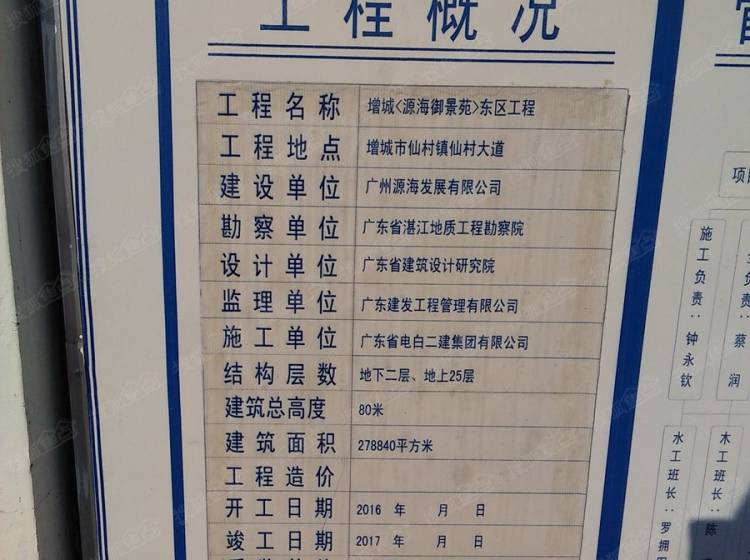 工程概况
工程名称 增城<源海御景苑>东区工程
工程地点 增城市仙村镇仙村大道
建设单位 广州源海发展有限公司
勘察单位 广东省湛江地质工程勘察院
设计单位 广东省建筑设计研究院
监理单位 广东建发工程管理有限公司
施工单位 广东省电白二建集团有限公司
结构层数 地下二层、地上25层
建筑总高度 80米
建筑面积 278840平方米
工程造价
开工日期 2016 年 月 日
竣工日期 2017 年 月 日
项
施工负责:钟永钦
负责:蔡润
水工班长:罗拥
木工班长:陈